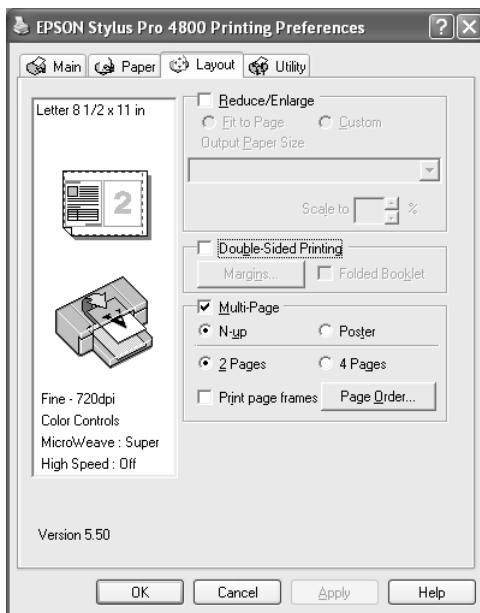 EPSON Stylus Pro 4800 Printing Preferences
Main Paper Layout Utility
Letter 8 1/2 x 11 in
2
Fine - 720dpi
Color Controls
MicroWeave : Super
High Speed : Off
Version 5.50
Reduce/Enlarge
Fit to Page Custom
Output Paper Size
Scale to %
Double-Sided Printing
Margins... Folded Booklet
Multi-Page
N-up Poster
2 Pages 4 Pages
Print page frames Page Order...
OK Cancel Apply Help